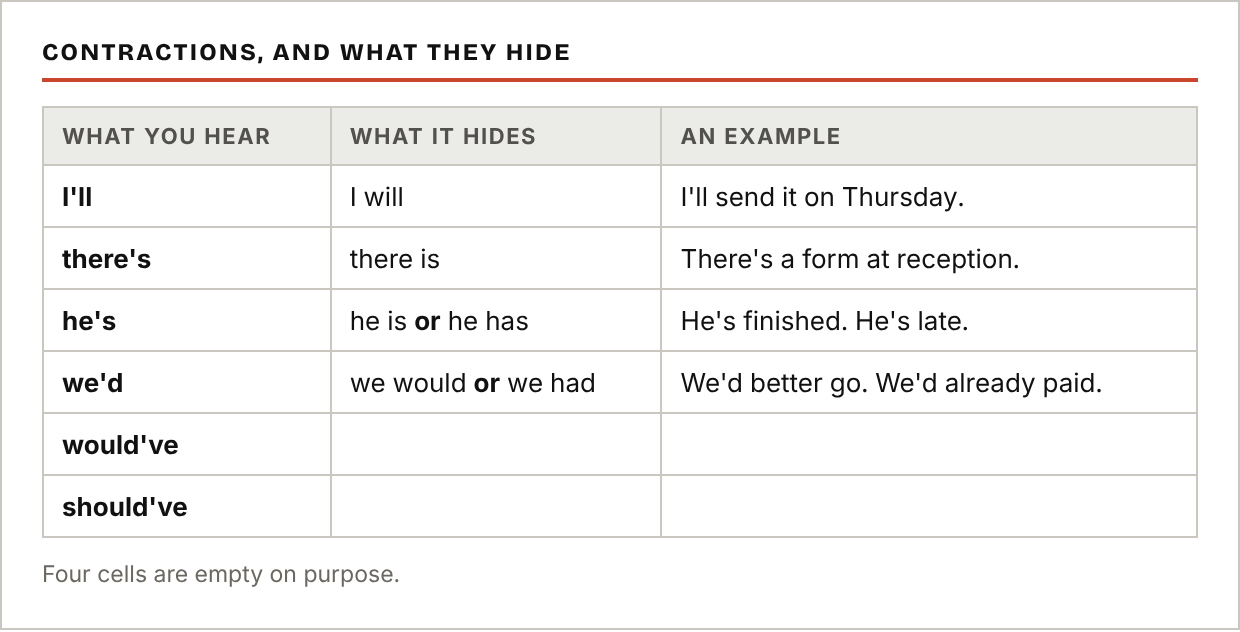 CONTRACTIONS, AND WHAT THEY HIDE
WHAT YOU HEAR WHAT IT HIDES AN EXAMPLE
I'll I will I'll send it on Thursday.
there's there is There's a form at reception.
he's he is or he has He's finished. He's late.
we'd we would or we had We'd better go. We'd already paid.
would've
should've
Four cells are empty on purpose.